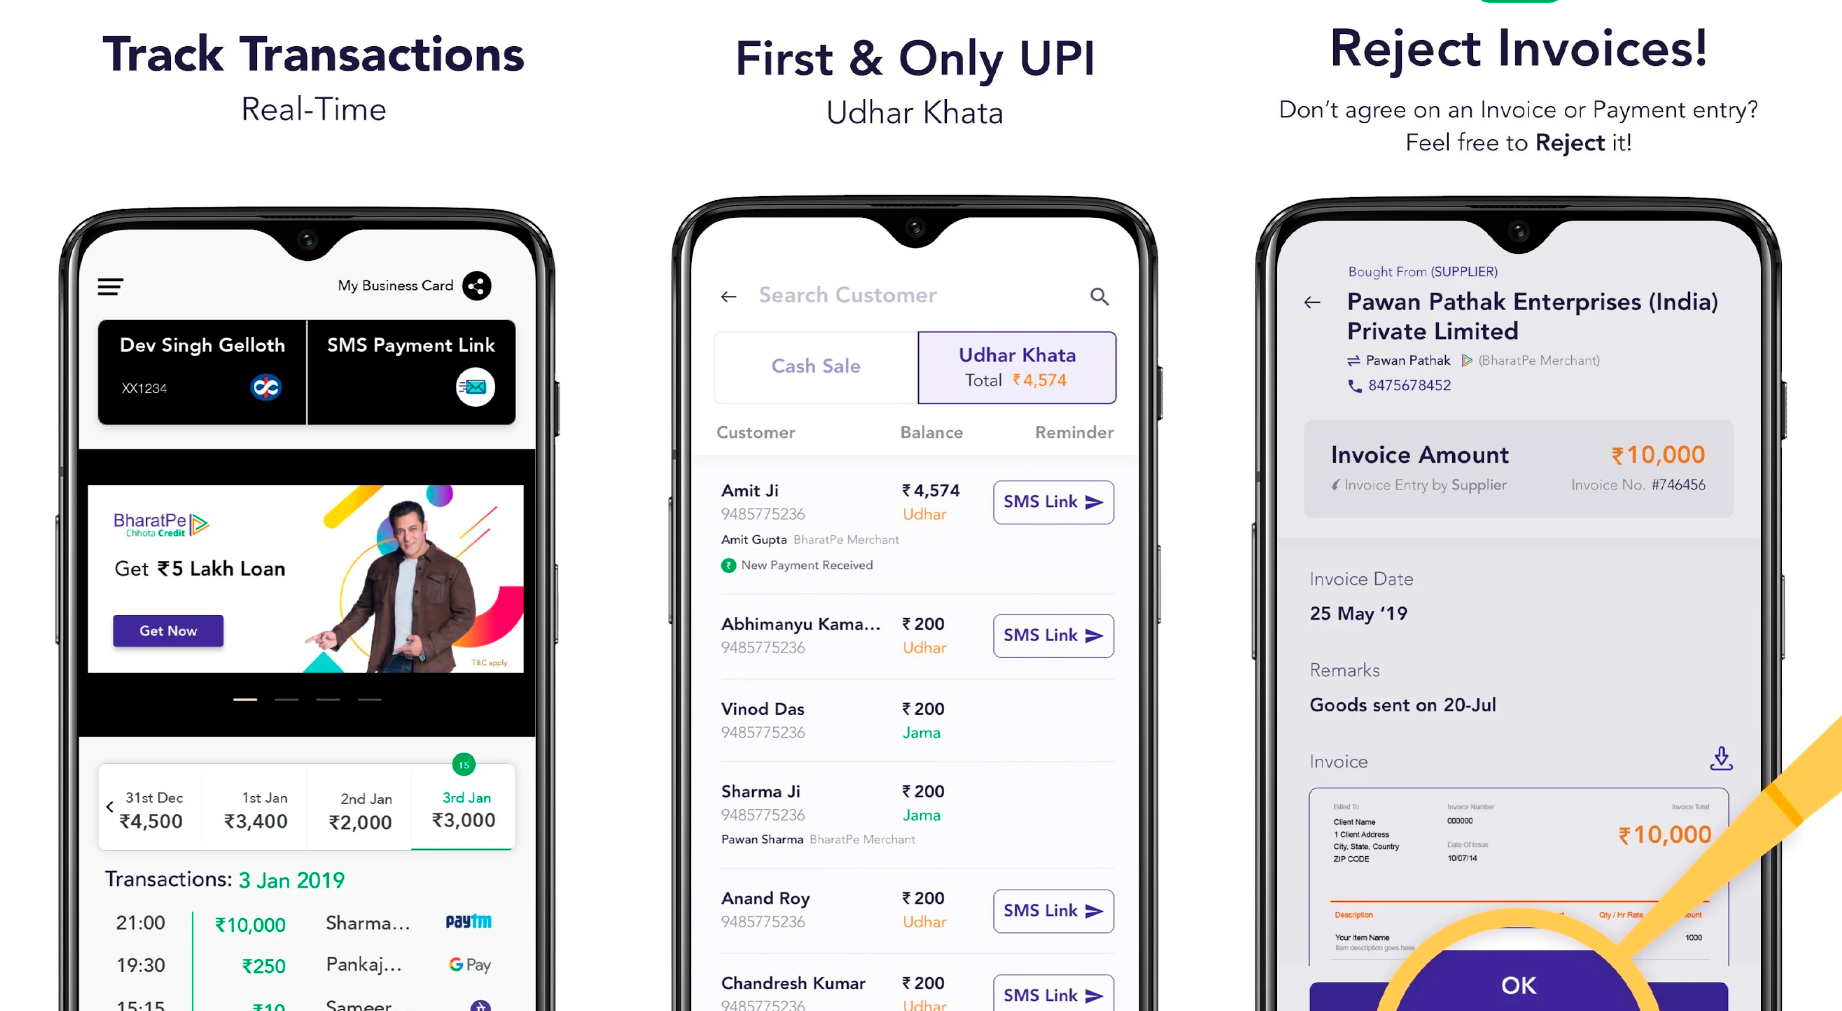 Track Transactions
Real-Time
My Business Card
Dev Singh Gelloth
SMS Payment Link
XX1234
BharatPe
Chhota Credit
Get ₹5 Lakh Loan
Get Now
T&C apply
15
31st Dec
₹4,500
1st Jan
₹3,400
2nd Jan
₹2,000
3rd Jan
₹3,000
Transactions: 3 Jan 2019
21:00 ₹10,000 Sharma... paytm
19:30 ₹250 Pankaj... G Pay
15:15 ₹10 Sameer
First & Only UPI
Udhar Khata
Search Customer
Cash Sale
Udhar Khata
Total ₹4,574
Customer Balance Reminder
Amit Ji ₹4,574 SMS Link
9485775236 Udhar
Amit Gupta BharatPe Merchant
New Payment Received
Abhimanyu Kama... ₹200 SMS Link
9485775236 Udhar
Vinod Das ₹200
9485775236 Jama
Sharma Ji ₹200
9485775236 Jama
Pawan Sharma BharatPe Merchant
Anand Roy ₹200 SMS Link
9485775236 Udhar
Chandresh Kumar ₹200 SMS Link
9485775236 Udhar
Reject Invoices!
Don't agree on an Invoice or Payment entry?
Feel free to Reject it!
Bought From (SUPPLIER)
Pawan Pathak Enterprises (India)
Private Limited
Pawan Pathak (BharatPe Merchant)
8475678452
Invoice Amount ₹10,000
Invoice Entry by Supplier Invoice No. #746456
Invoice Date
25 May '19
Remarks
Goods sent on 20-Jul
Invoice
Billed To Invoice Number Invoice Total
Client Name 000000
1 Client Address ₹10,000
City, State, Country Date Of Issue
ZIP CODE 10/07/14
Description Qty / Hr Rate
Your Item Name 1000
Item description goes here
OK